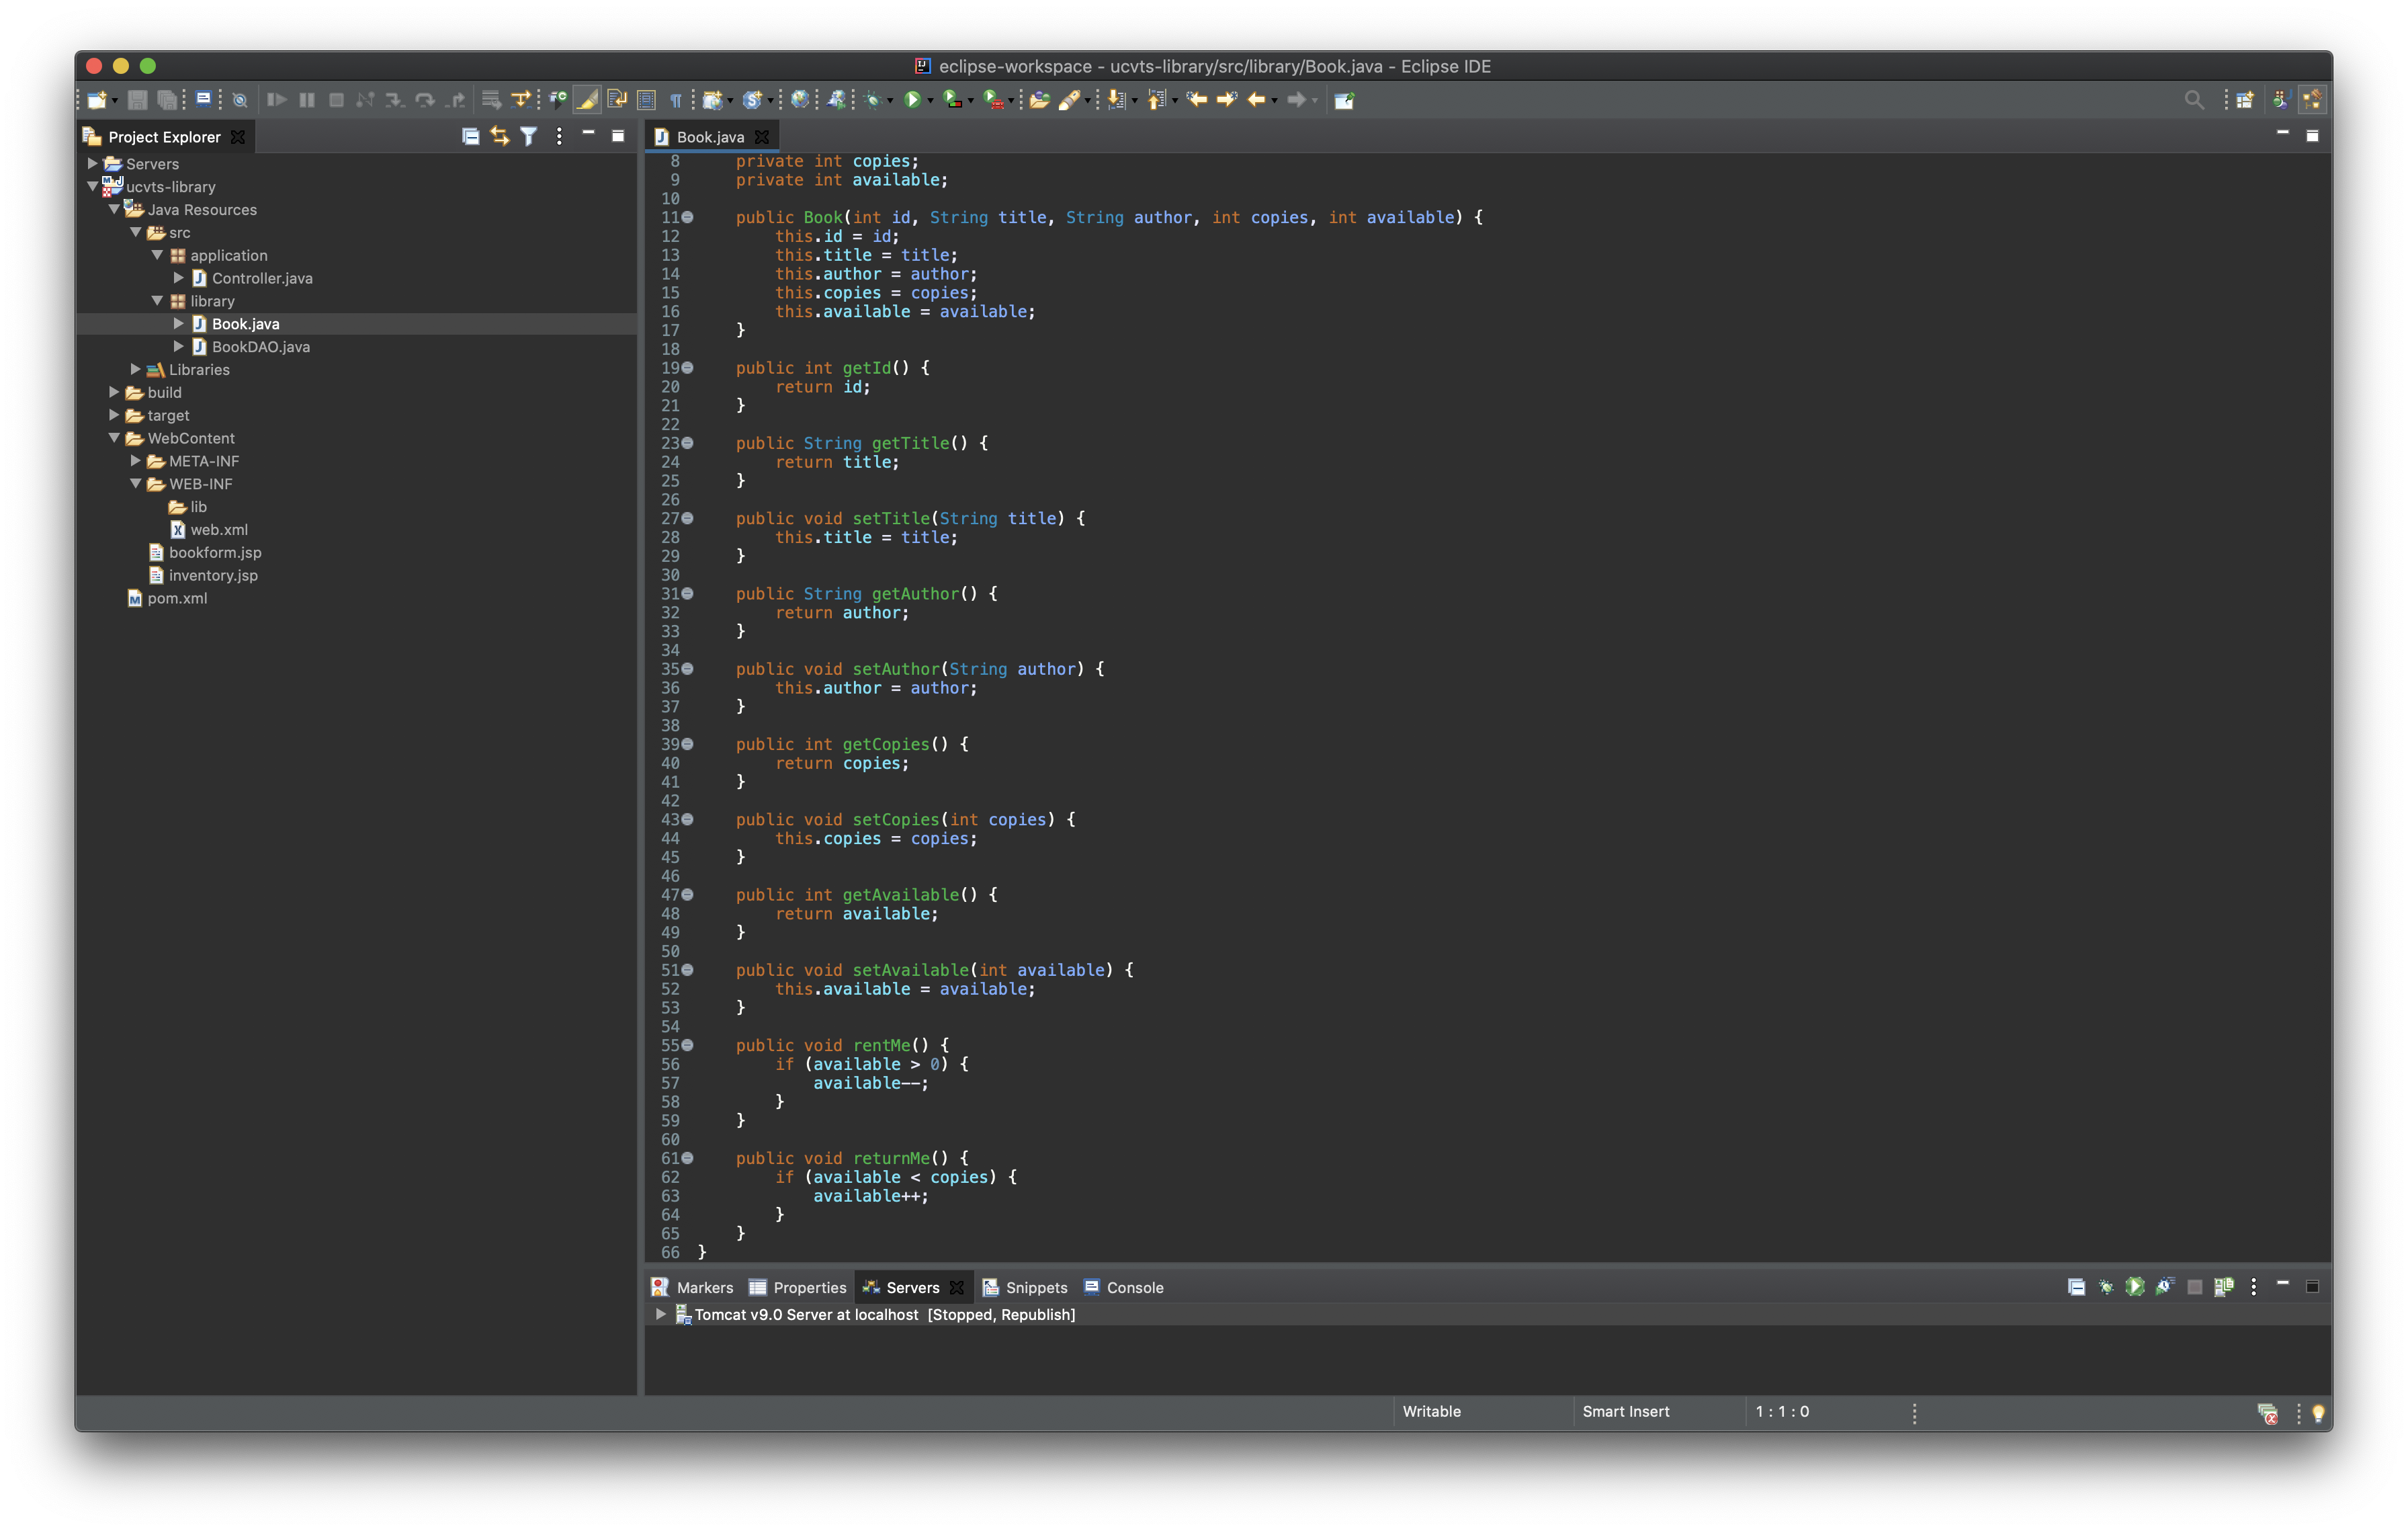 eclipse-workspace - ucvts-library/src/library/Book.java - Eclipse IDE
Project Explorer
Servers
ucvts-library
Java Resources
src
application
Controller.java
library
Book.java
BookDAO.java
Libraries
build
target
WebContent
META-INF
WEB-INF
lib
web.xml
bookform.jsp
inventory.jsp
pom.xml
Book.java
8 private int copies;
9 private int available;
10
11 public Book(int id, String title, String author, int copies, int available) {
12 this.id = id;
13 this.title = title;
14 this.author = author;
15 this.copies = copies;
16 this.available = available;
17 }
18
19 public int getId() {
20 return id;
21 }
22
23 public String getTitle() {
24 return title;
25 }
26
27 public void setTitle(String title) {
28 this.title = title;
29 }
30
31 public String getAuthor() {
32 return author;
33 }
34
35 public void setAuthor(String author) {
36 this.author = author;
37 }
38
39 public int getCopies() {
40 return copies;
41 }
42
43 public void setCopies(int copies) {
44 this.copies = copies;
45 }
46
47 public int getAvailable() {
48 return available;
49 }
50
51 public void setAvailable(int available) {
52 this.available = available;
53 }
54
55 public void rentMe() {
56 if (available > 0) {
57 available--;
58 }
59 }
60
61 public void returnMe() {
62 if (available < copies) {
63 available++;
64 }
65 }
66 }
Markers Properties Servers Snippets Console
Tomcat v9.0 Server at localhost [Stopped, Republish]
Writable Smart Insert 1 : 1 : 0